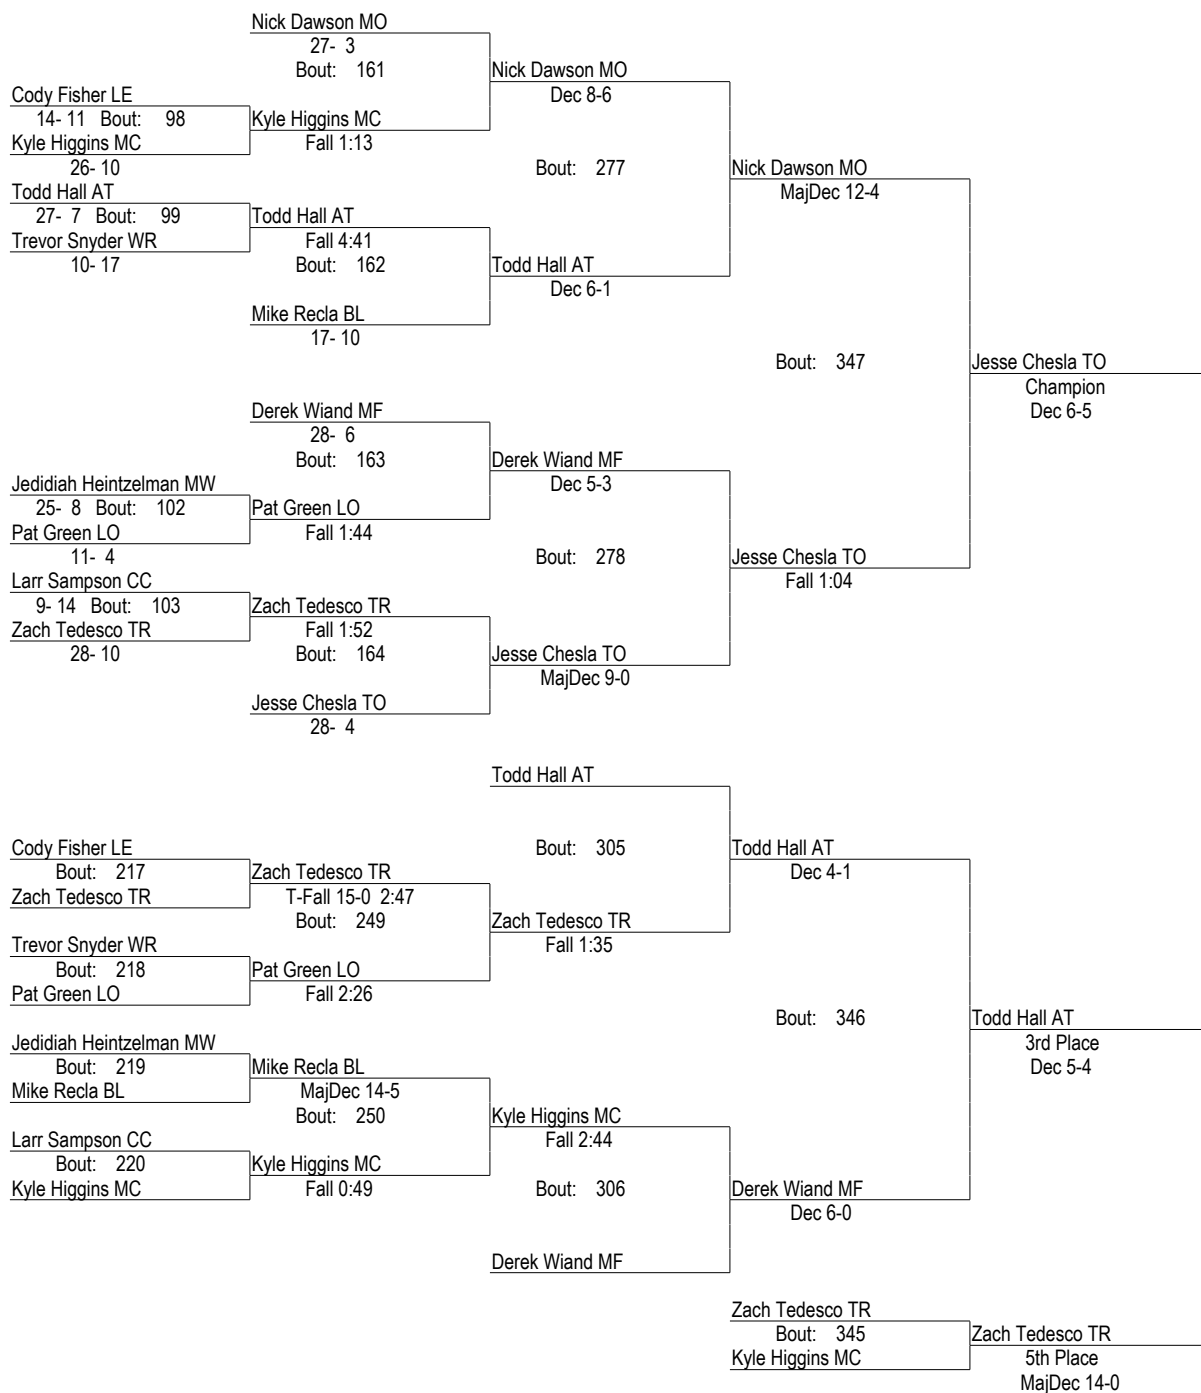 Nick Dawson MO
27- 3
Bout: 161
Nick Dawson MO
Dec 8-6
Cody Fisher LE
14- 11 Bout: 98
Kyle Higgins MC
Kyle Higgins MC
Fall 1:13
26- 10
Bout: 277
Nick Dawson MO
MajDec 12-4
Todd Hall AT
27- 7 Bout: 99
Todd Hall AT
Trevor Snyder WR
Fall 4:41
10- 17
Bout: 162
Todd Hall AT
Dec 6-1
Mike Recla BL
17- 10
Bout: 347
Jesse Chesla TO
Champion
Dec 6-5
Derek Wiand MF
28- 6
Bout: 163
Derek Wiand MF
Dec 5-3
Jedidiah Heintzelman MW
25- 8 Bout: 102
Pat Green LO
Pat Green LO
Fall 1:44
11- 4
Bout: 278
Jesse Chesla TO
Fall 1:04
Larr Sampson CC
9- 14 Bout: 103
Zach Tedesco TR
Zach Tedesco TR
Fall 1:52
28- 10
Bout: 164
Jesse Chesla TO
MajDec 9-0
Jesse Chesla TO
28- 4
Todd Hall AT
Bout: 305
Todd Hall AT
Dec 4-1
Cody Fisher LE
Bout: 217
Zach Tedesco TR
Zach Tedesco TR
T-Fall 15-0 2:47
Bout: 249
Zach Tedesco TR
Fall 1:35
Trevor Snyder WR
Bout: 218
Pat Green LO
Pat Green LO
Fall 2:26
Bout: 346
Todd Hall AT
3rd Place
Dec 5-4
Jedidiah Heintzelman MW
Bout: 219
Mike Recla BL
Mike Recla BL
MajDec 14-5
Bout: 250
Kyle Higgins MC
Fall 2:44
Larr Sampson CC
Bout: 220
Kyle Higgins MC
Kyle Higgins MC
Fall 0:49
Bout: 306
Derek Wiand MF
Dec 6-0
Derek Wiand MF
Zach Tedesco TR
Bout: 345
Kyle Higgins MC
Zach Tedesco TR
5th Place
MajDec 14-0